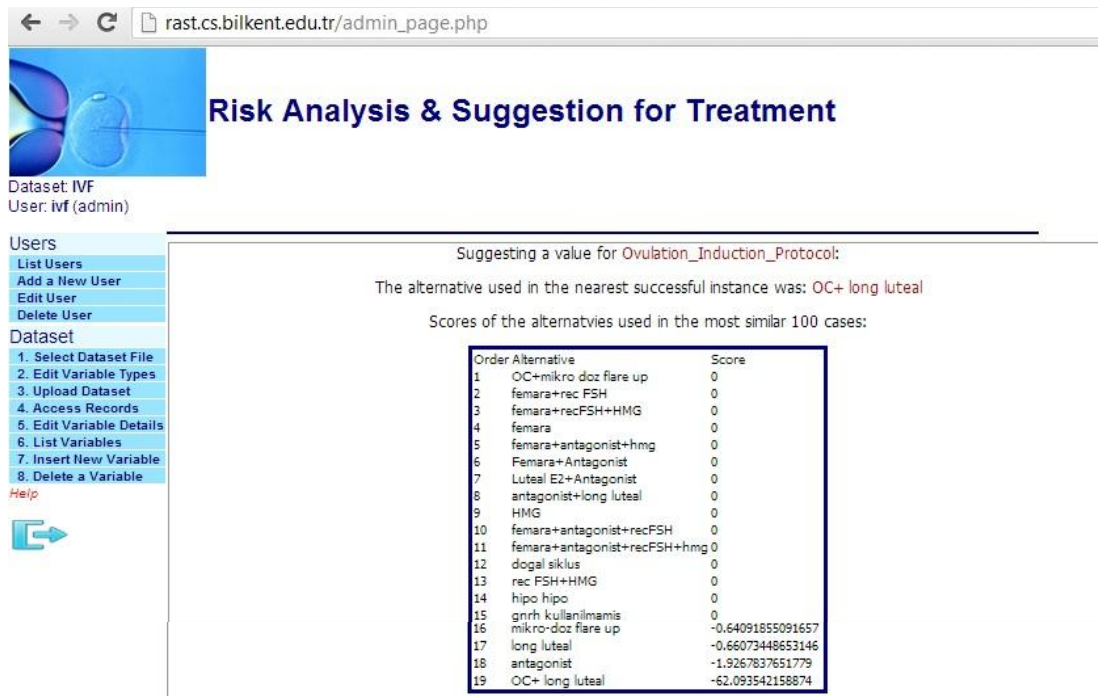 rast.cs.bilkent.edu.tr/admin_page.php
Risk Analysis & Suggestion for Treatment
Dataset: IVF
User: ivf (admin)
Users
List Users
Add a New User
Edit User
Delete User
Dataset
1. Select Dataset File
2. Edit Variable Types
3. Upload Dataset
4. Access Records
5. Edit Variable Details
6. List Variables
7. Insert New Variable
8. Delete a Variable
Help
Suggesting a value for Ovulation_Induction_Protocol:
The alternative used in the nearest successful instance was: OC+ long luteal
Scores of the alternatvies used in the most similar 100 cases:
Order Alternative Score
1 OC+mikro doz flare up 0
2 femara+rec FSH 0
3 femara+recFSH+HMG 0
4 femara 0
5 femara+antagonist+hmg 0
6 Femara+Antagonist 0
7 Luteal E2+Antagonist 0
8 antagonist+long luteal 0
9 HMG 0
10 femara+antagonist+recFSH 0
11 femara+antagonist+recFSH+hmg 0
12 dogal siklus 0
13 rec FSH+HMG 0
14 hipo hipo 0
15 gnrh kullanilmamis 0
16 mikro-doz flare up -0.64091855091657
17 long luteal -0.66073448653146
18 antagonist -1.9267837651779
19 OC+ long luteal -62.093542158874